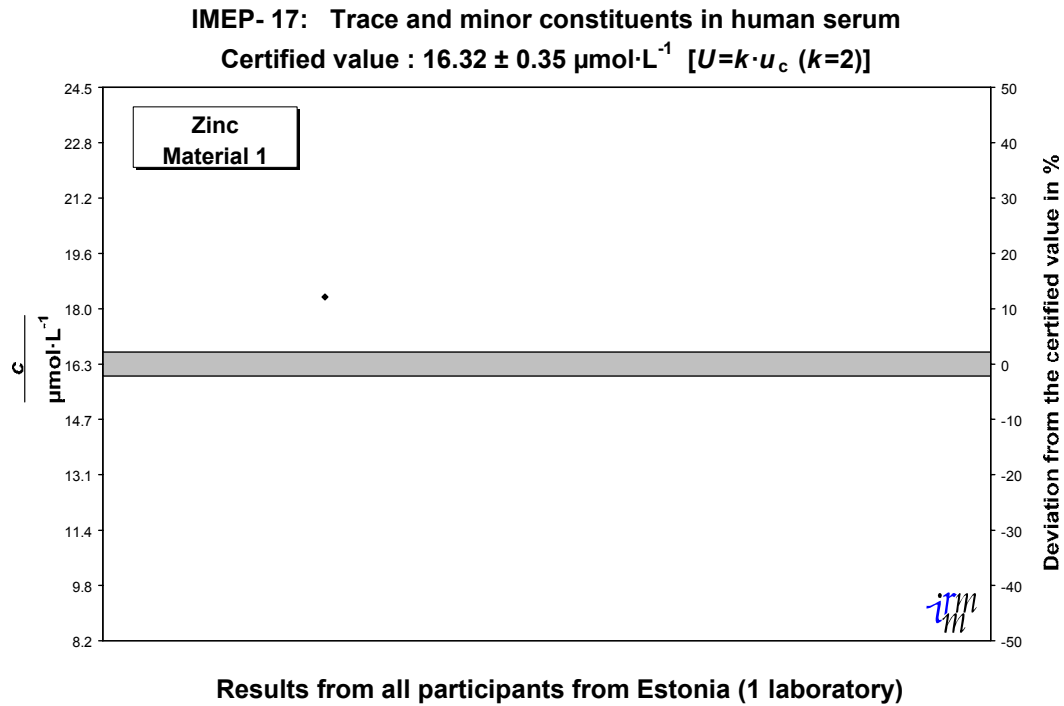 IMEP- 17: Trace and minor constituents in human serum
Certified value : 16.32 ± 0.35 µmol·L⁻¹ [U=k·u꜀ (k=2)]
Zinc
Material 1
24.5
22.8
21.2
19.6
18.0
16.3
14.7
13.1
11.4
9.8
8.2
c
µmol·L⁻¹
50
40
30
20
10
0
-10
-20
-30
-40
-50
Deviation from the certified value in %
irmm
Results from all participants from Estonia (1 laboratory)